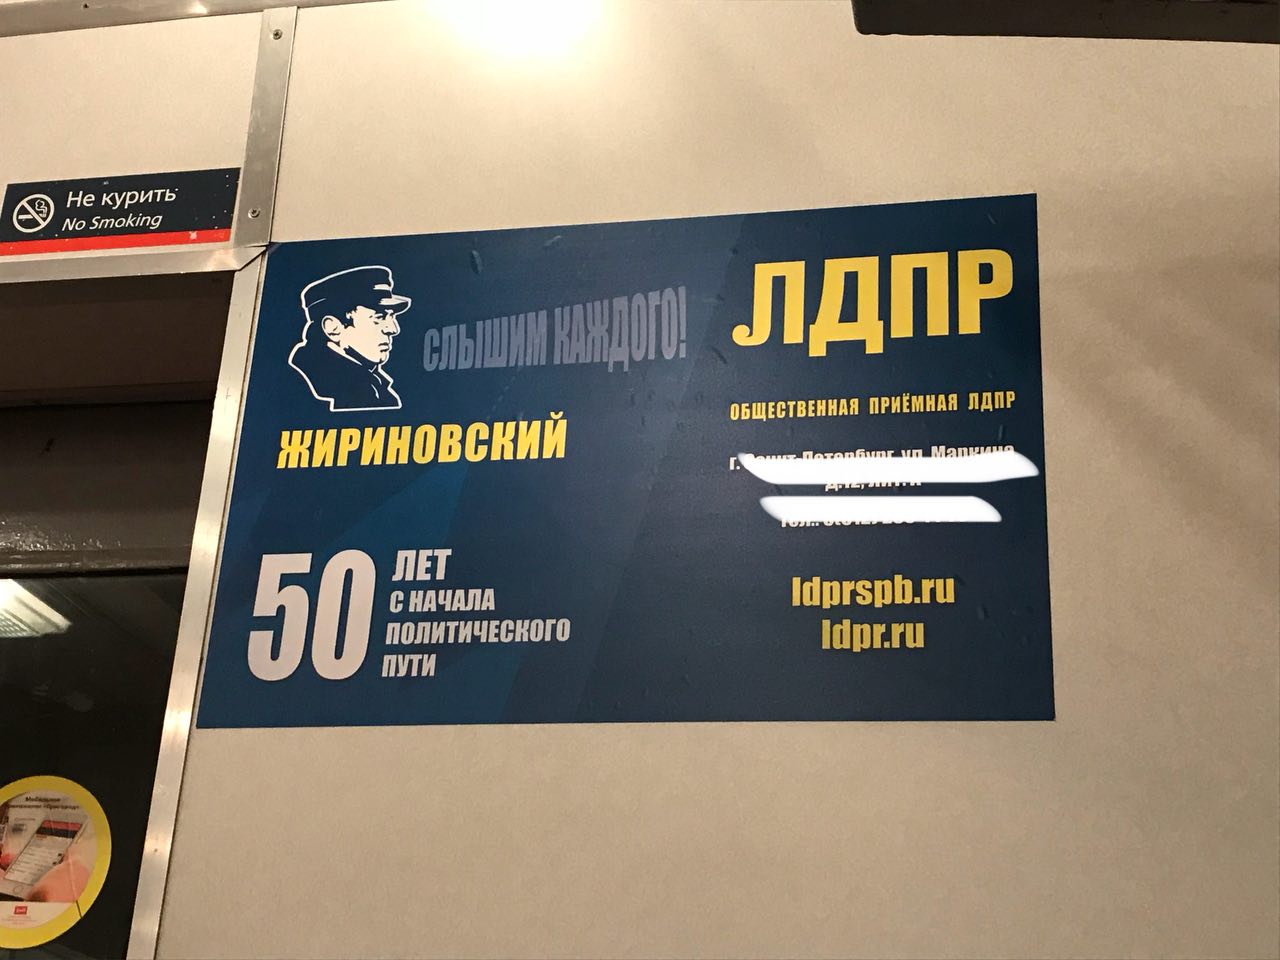 Не курить
No Smoking
СЛЫШИМ КАЖДОГО!
ЖИРИНОВСКИЙ
50 ЛЕТ
С НАЧАЛА
ПОЛИТИЧЕСКОГО
ПУТИ
ЛДПР
ОБЩЕСТВЕННАЯ ПРИЁМНАЯ ЛДПР
г.
ldprspb.ru
ldpr.ru
Мобильное